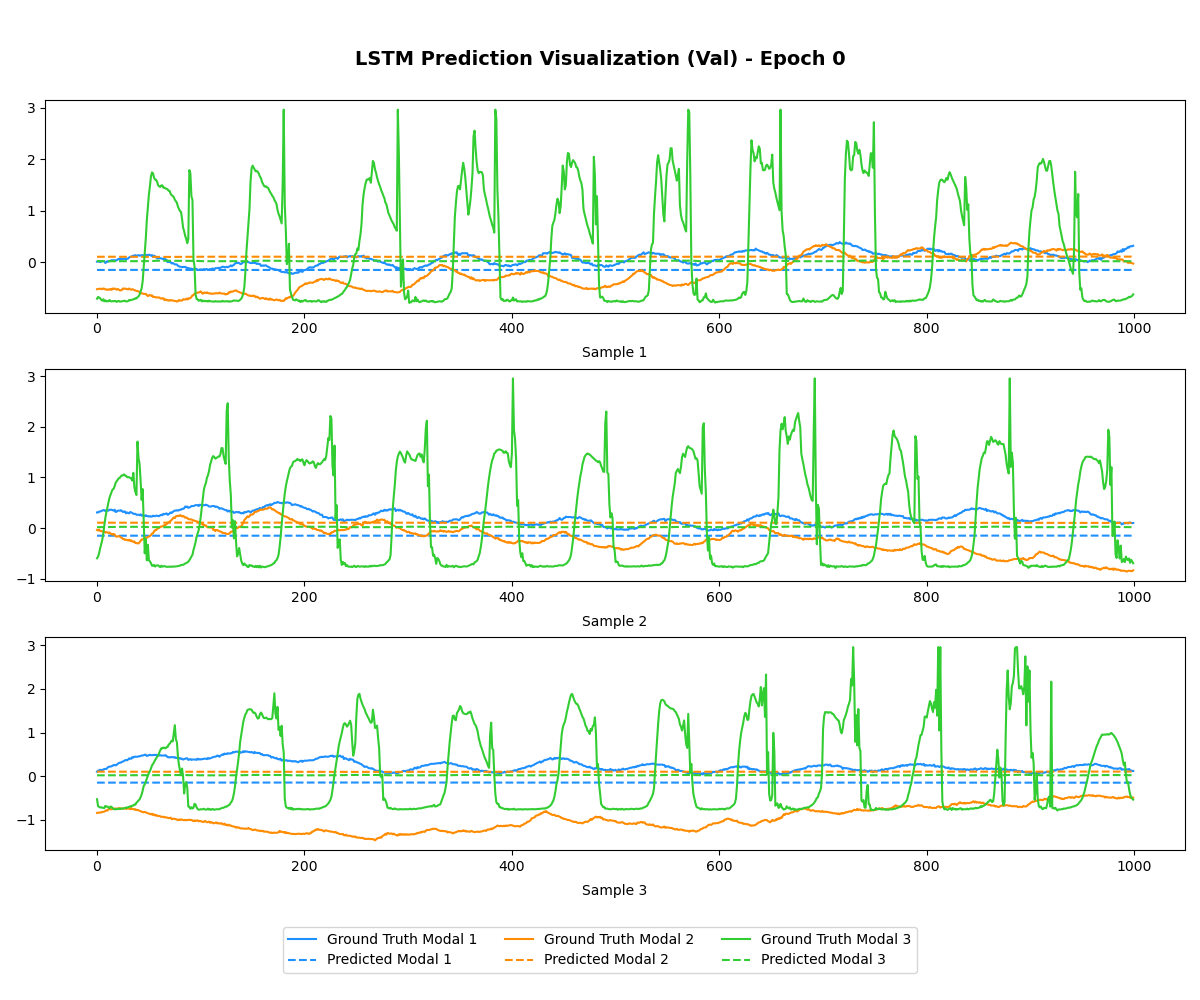 LSTM Prediction Visualization (Val) - Epoch 0
3
2
1
0
0 200 400 600 800 1000
Sample 1
3
2
1
0
−1
0 200 400 600 800 1000
Sample 2
3
2
1
0
−1
0 200 400 600 800 1000
Sample 3
Ground Truth Modal 1 Ground Truth Modal 2 Ground Truth Modal 3
Predicted Modal 1 Predicted Modal 2 Predicted Modal 3